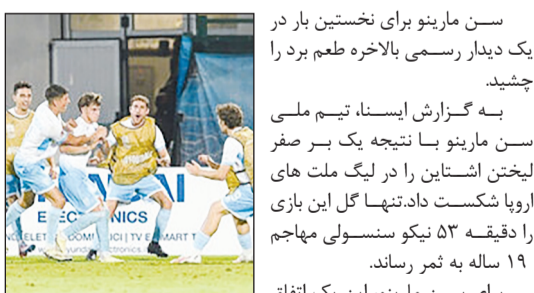 سن مارینو برای نخستین بار در
یک دیدار رسمی بالاخره طعم برد را
چشید.
به گزارش ایسنا، تیم ملی
سن مارینو با نتیجه یک بر صفر
لیختن اشتاین را در لیگ ملت های
اروپا شکست داد.تنها گل این بازی
را دقیقه ۵۳ نیکو سنسولی مهاجم
۱۹ ساله به ثمر رساند.